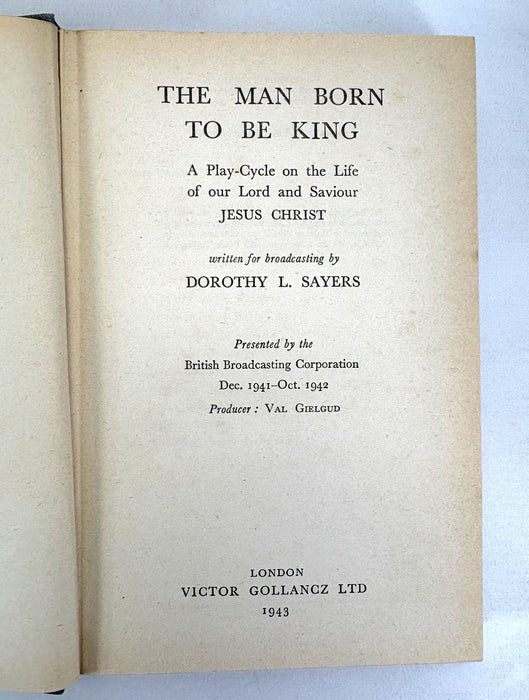 THE MAN BORN
TO BE KING
A Play-Cycle on the Life
of our Lord and Saviour
JESUS CHRIST
written for broadcasting by
DOROTHY L. SAYERS
Presented by the
British Broadcasting Corporation
Dec. 1941–Oct. 1942
Producer : VAL GIELGUD
LONDON
VICTOR GOLLANCZ LTD
1943